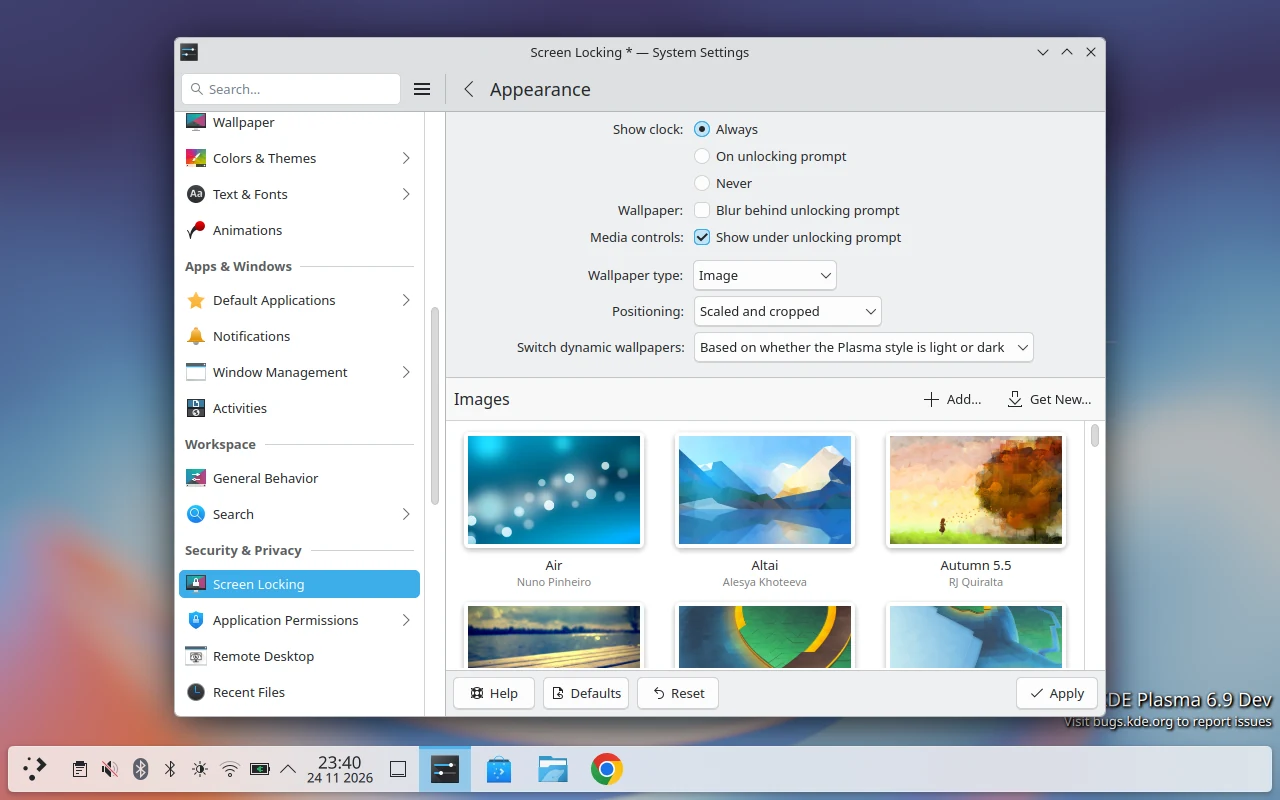 Screen Locking * — System Settings
Search...
Appearance
Wallpaper
Colors & Themes
Text & Fonts
Animations
Apps & Windows
Default Applications
Notifications
Window Management
Activities
Workspace
General Behavior
Search
Security & Privacy
Screen Locking
Application Permissions
Remote Desktop
Recent Files
Show clock:
Always
On unlocking prompt
Never
Wallpaper:
Blur behind unlocking prompt
Media controls:
Show under unlocking prompt
Wallpaper type:
Image
Positioning:
Scaled and cropped
Switch dynamic wallpapers:
Based on whether the Plasma style is light or dark
Images
Add...
Get New...
Air
Nuno Pinheiro
Altai
Alesya Khoteeva
Autumn 5.5
RJ Quiralta
Help
Defaults
Reset
Apply
DE Plasma 6.9 Dev
Visit bugs.kde.org to report issues
23:40
24 11 2026